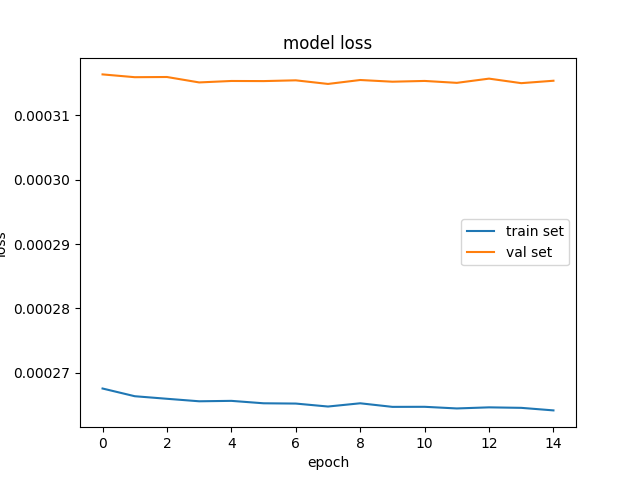 model loss
0.00031
0.00030
0.00029
0.00028
0.00027
loss
train set
val set
0 2 4 6 8 10 12 14
epoch